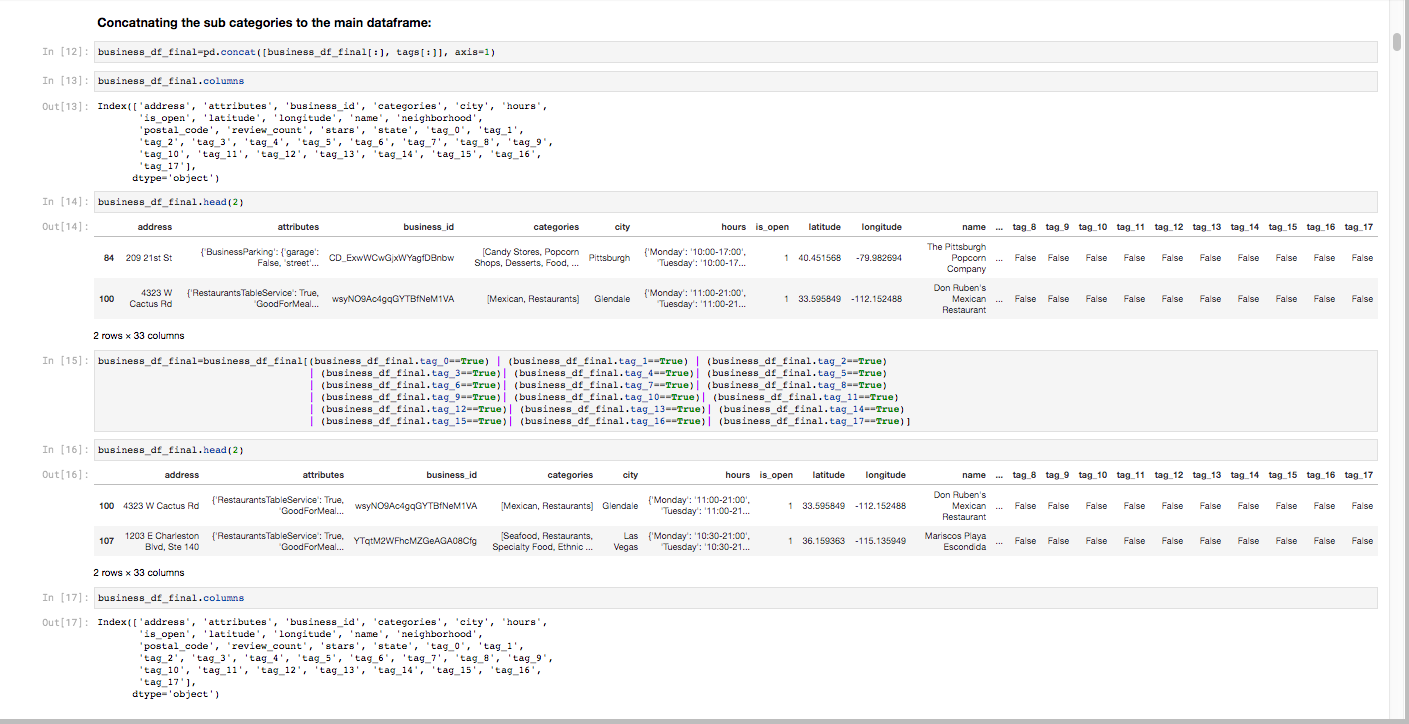 Concatnating the sub categories to the main dataframe:
In [12]: business_df_final=pd.concat([business_df_final[:], tags[:]], axis=1)
In [13]: business_df_final.columns
Out[13]: Index(['address', 'attributes', 'business_id', 'categories', 'city', 'hours',
'is_open', 'latitude', 'longitude', 'name', 'neighborhood',
'postal_code', 'review_count', 'stars', 'state', 'tag_0', 'tag_1',
'tag_2', 'tag_3', 'tag_4', 'tag_5', 'tag_6', 'tag_7', 'tag_8', 'tag_9',
'tag_10', 'tag_11', 'tag_12', 'tag_13', 'tag_14', 'tag_15', 'tag_16',
'tag_17'],
dtype='object')
In [14]: business_df_final.head(2)
Out[14]: address attributes business_id categories city hours is_open latitude longitude name ... tag_8 tag_9 tag_10 tag_11 tag_12 tag_13 tag_14 tag_15 tag_16 tag_17
84 209 21st St {'BusinessParking': {'garage': False, 'street'... CD_ExwWCwGjxWYagfDBnbw [Candy Stores, Popcorn Shops, Desserts, Food, ... Pittsburgh {'Monday': '10:00-17:00', 'Tuesday': '10:00-17... 1 40.451568 -79.982694 The Pittsburgh Popcorn Company ... False False False False False False False False False False
100 4323 W Cactus Rd {'RestaurantsTableService': True, 'GoodForMeal... wsyNO9Ac4gqGYTBfNeM1VA [Mexican, Restaurants] Glendale {'Monday': '11:00-21:00', 'Tuesday': '11:00-21... 1 33.595849 -112.152488 Don Ruben's Mexican Restaurant ... False False False False False False False False False False
2 rows × 33 columns
In [15]: business_df_final=business_df_final[(business_df_final.tag_0==True) | (business_df_final.tag_1==True) | (business_df_final.tag_2==True)
| (business_df_final.tag_3==True)| (business_df_final.tag_4==True)| (business_df_final.tag_5==True)
| (business_df_final.tag_6==True)| (business_df_final.tag_7==True)| (business_df_final.tag_8==True)
| (business_df_final.tag_9==True)| (business_df_final.tag_10==True)| (business_df_final.tag_11==True)
| (business_df_final.tag_12==True)| (business_df_final.tag_13==True)| (business_df_final.tag_14==True)
| (business_df_final.tag_15==True)| (business_df_final.tag_16==True)| (business_df_final.tag_17==True)]
In [16]: business_df_final.head(2)
Out[16]: address attributes business_id categories city hours is_open latitude longitude name ... tag_8 tag_9 tag_10 tag_11 tag_12 tag_13 tag_14 tag_15 tag_16 tag_17
100 4323 W Cactus Rd {'RestaurantsTableService': True, 'GoodForMeal... wsyNO9Ac4gqGYTBfNeM1VA [Mexican, Restaurants] Glendale {'Monday': '11:00-21:00', 'Tuesday': '11:00-21... 1 33.595849 -112.152488 Don Ruben's Mexican Restaurant ... False False False False False False False False False False
107 1203 E Charleston Blvd, Ste 140 {'RestaurantsTableService': True, 'GoodForMeal... YTqtM2WFhcMZGeAGA08Cfg [Seafood, Restaurants, Specialty Food, Ethnic ... Las Vegas {'Monday': '10:30-21:00', 'Tuesday': '10:30-21... 1 36.159363 -115.135949 Mariscos Playa Escondida ... False False False False False False False False False False
2 rows × 33 columns
In [17]: business_df_final.columns
Out[17]: Index(['address', 'attributes', 'business_id', 'categories', 'city', 'hours',
'is_open', 'latitude', 'longitude', 'name', 'neighborhood',
'postal_code', 'review_count', 'stars', 'state', 'tag_0', 'tag_1',
'tag_2', 'tag_3', 'tag_4', 'tag_5', 'tag_6', 'tag_7', 'tag_8', 'tag_9',
'tag_10', 'tag_11', 'tag_12', 'tag_13', 'tag_14', 'tag_15', 'tag_16',
'tag_17'],
dtype='object')